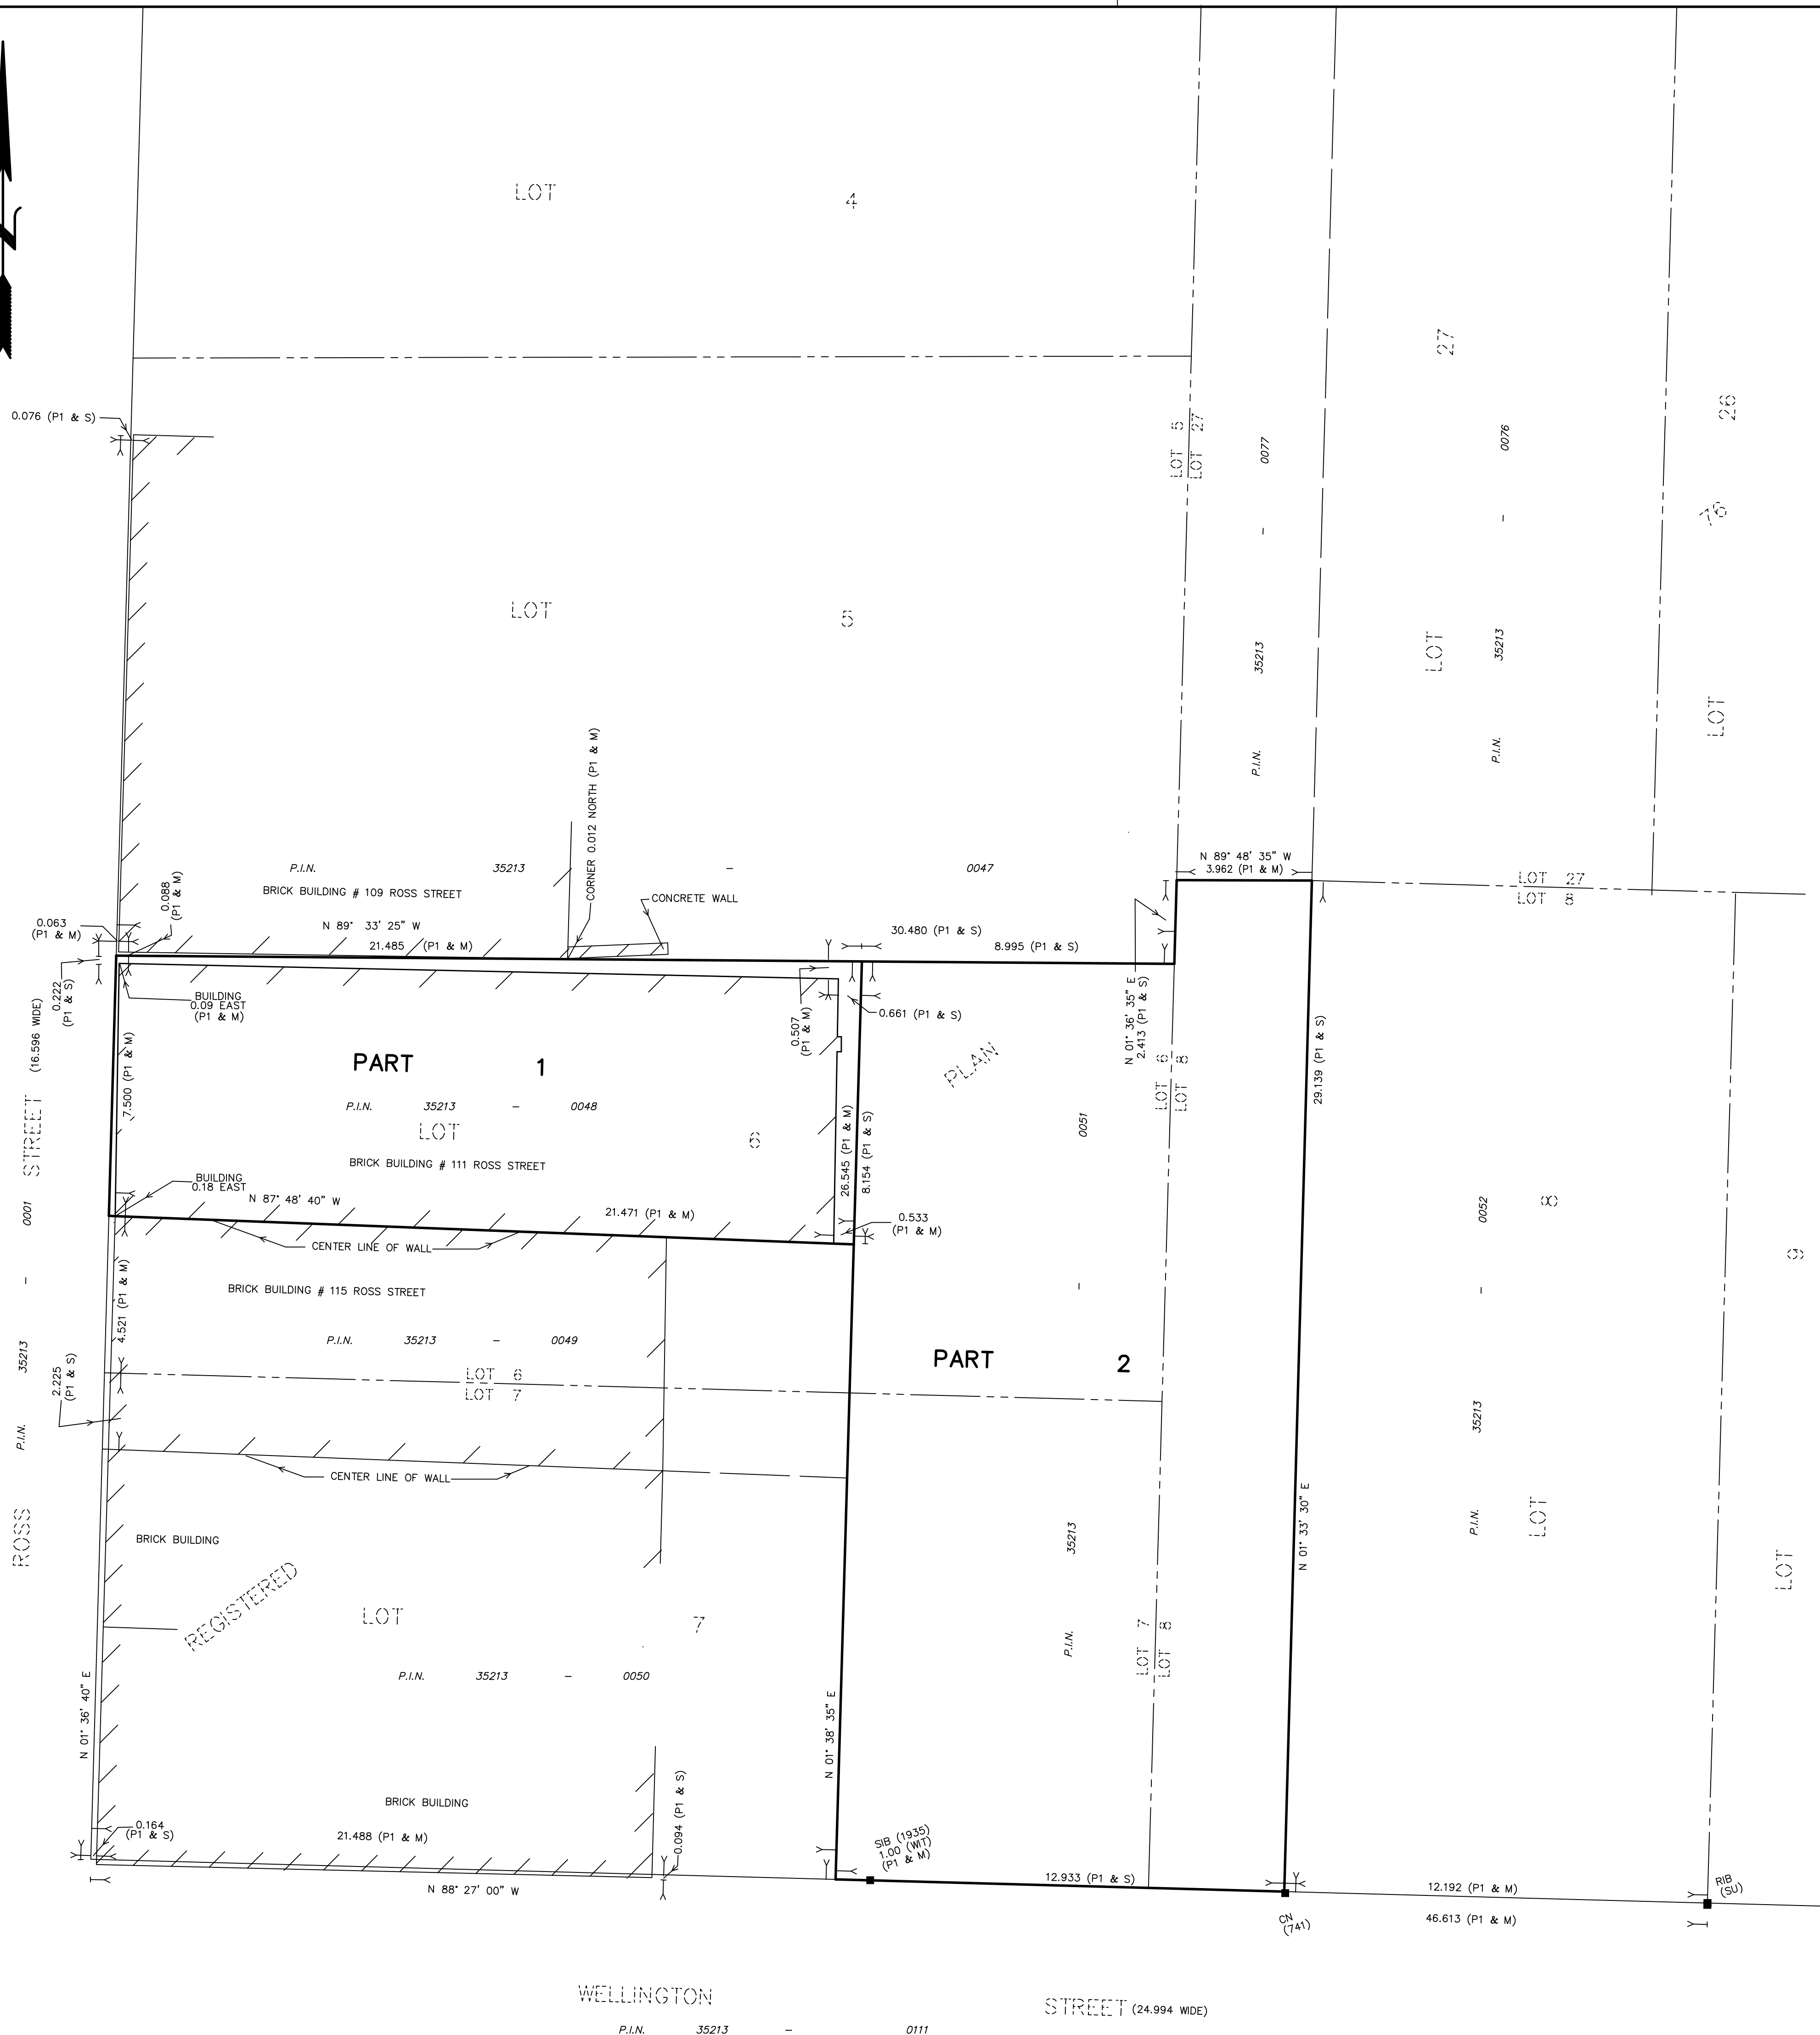 LOT 4
27
26
76
0.076 (P1 & S)
LOT 5
LOT 27
0077
–
35213
P.I.N.
0076
–
35213
P.I.N.
LOT
LOT
LOT 5
CORNER 0.012 NORTH (P1 & M)
P.I.N. 35213 – 0047
BRICK BUILDING # 109 ROSS STREET
CONCRETE WALL
N 89° 48' 35" W
3.962 (P1 & M)
LOT 27
LOT 8
0.088
(P1 & M)
0.063
(P1 & M)
N 89° 33' 25" W
21.485 (P1 & M)
30.480 (P1 & S)
8.995 (P1 & S)
0.222
(P1 & S)
BUILDING
0.09 EAST
(P1 & M)
0.507
(P1 & M)
0.661 (P1 & S)
N 01° 36' 35" E
2.413 (P1 & S)
29.139 (P1 & S)
STREET (16.596 WIDE)
7.500 (P1 & M)
PART 1
P.I.N. 35213 – 0048
LOT 6
BRICK BUILDING # 111 ROSS STREET
PLAN
LOT 6
LOT 8
0051
–
35213
P.I.N.
26.545 (P1 & M)
8.154 (P1 & S)
BUILDING
0.18 EAST
N 87° 48' 40" W
21.471 (P1 & M)
0.533
(P1 & M)
CENTER LINE OF WALL
0001
–
35213
P.I.N.
ROSS
4.521 (P1 & M)
BRICK BUILDING # 115 ROSS STREET
P.I.N. 35213 – 0049
LOT 6
LOT 7
PART 2
2.225
(P1 & S)
CENTER LINE OF WALL
8
0052
–
35213
P.I.N.
LOT
9
LOT
N 01° 33' 30" E
BRICK BUILDING
REGISTERED
LOT 7
P.I.N. 35213 – 0050
LOT 7
LOT 8
N 01° 36' 40" E
N 01° 38' 35" E
BRICK BUILDING
0.164
(P1 & S)
21.488 (P1 & M)
0.094 (P1 & S)
SIB (1935)
1.00 (WIT)
(P1 & M)
N 88° 27' 00" W
12.933 (P1 & S)
12.192 (P1 & M)
RIB
(SU)
CN
(741)
46.613 (P1 & M)
WELLINGTON STREET (24.994 WIDE)
P.I.N. 35213 – 0111